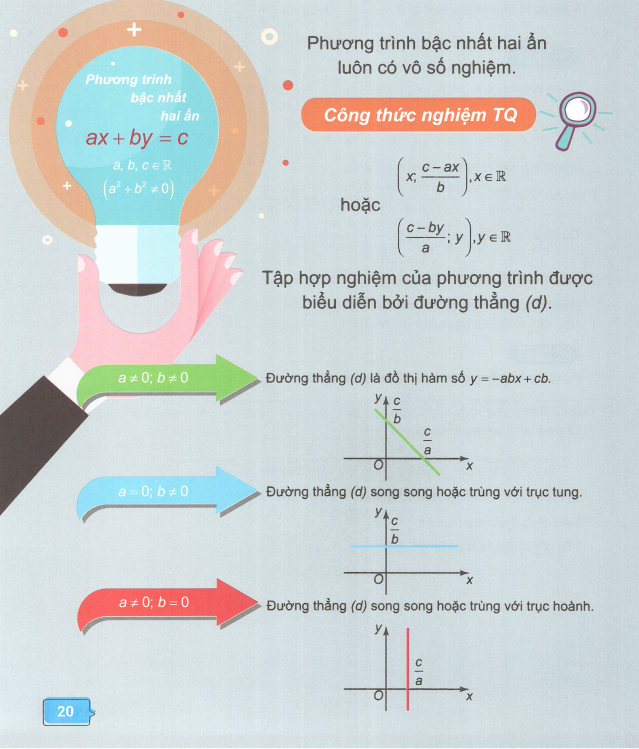 Phương trình
bậc nhất
hai ẩn
ax + by = c
a, b, c ∈ ℝ
(a² + b² ≠ 0)
Phương trình bậc nhất hai ẩn
luôn có vô số nghiệm.
Công thức nghiệm TQ
(x; (c – ax)/b), x ∈ ℝ
hoặc
((c – by)/a; y), y ∈ ℝ
Tập hợp nghiệm của phương trình được
biểu diễn bởi đường thẳng (d).
a ≠ 0; b ≠ 0
Đường thẳng (d) là đồ thị hàm số y = –abx + cb.
y
c/b
c/a
O
x
a = 0; b ≠ 0
Đường thẳng (d) song song hoặc trùng với trục tung.
y
c/b
O
x
a ≠ 0; b = 0
Đường thẳng (d) song song hoặc trùng với trục hoành.
y
c/a
O
x
20